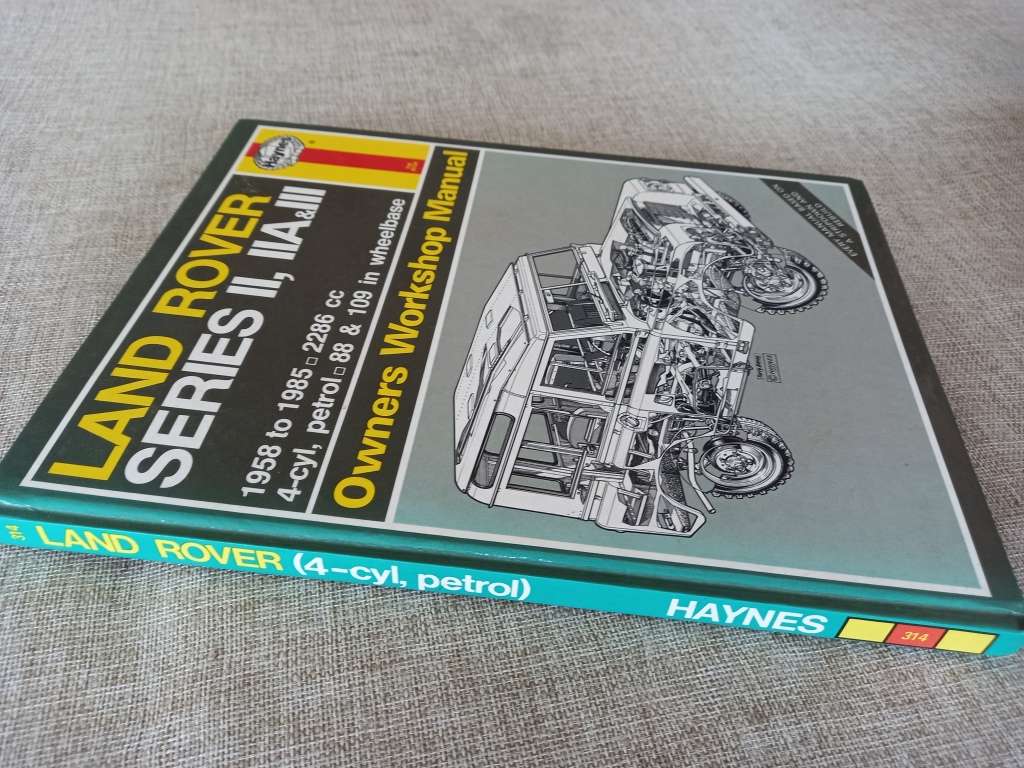 Haynes
LAND ROVER
SERIES II, IIA & III
1958 to 1985 □ 2286 cc
4-cyl, petrol □ 88 & 109 in wheelbase
Owners Workshop Manual
314 LAND ROVER (4-cyl, petrol) HAYNES 314